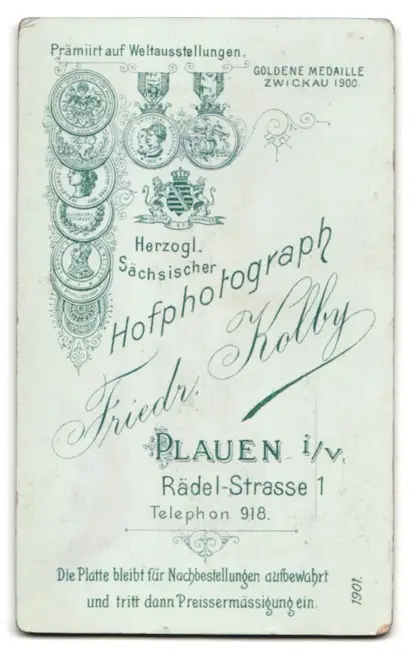 Prämiirt auf Weltausstellungen.
GOLDENE MEDAILLE
ZWICKAU 1900.
Herzogl.
Sächsischer
Hofphotograph
Friedr. Kolby
PLAUEN i/V.
Rädel-Strasse 1
Telephon 918.
Die Platte bleibt für Nachbestellungen aufbewahrt
und tritt dann Preissermässigung ein.
1901.